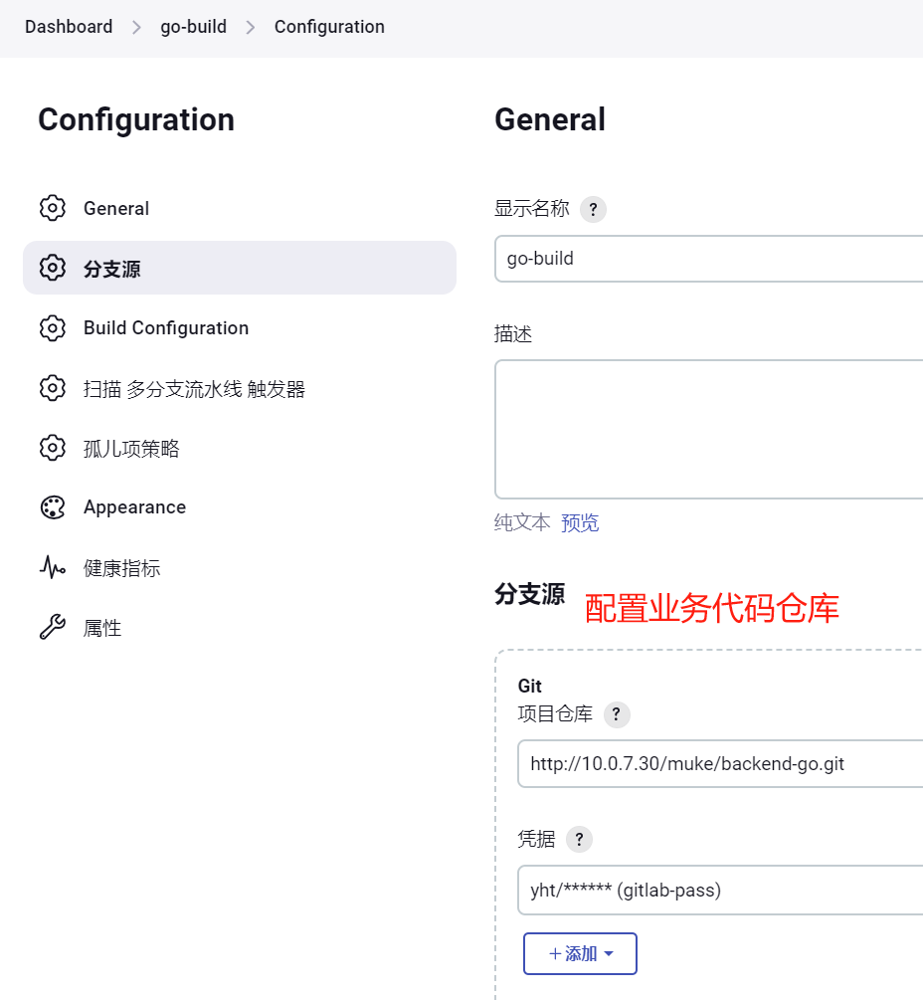 Dashboard > go-build > Configuration
Configuration
General
分支源
Build Configuration
扫描 多分支流水线 触发器
孤儿项策略
Appearance
健康指标
属性
General
显示名称 ?
go-build
描述
纯文本 预览
分支源 配置业务代码仓库
Git
项目仓库 ?
http://10.0.7.30/muke/backend-go.git
凭据 ?
yht/****** (gitlab-pass)
+添加